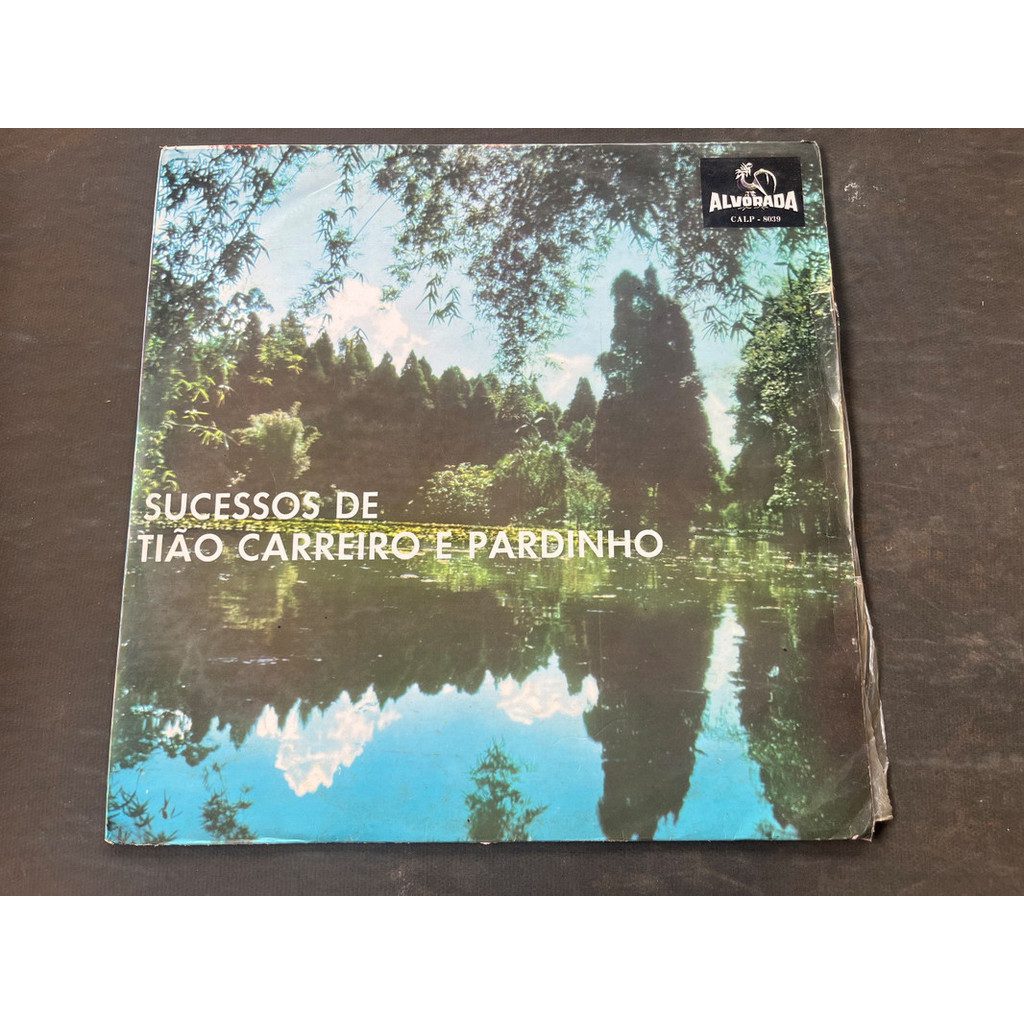 ALVORADA
CALP - 8039
SUCESSOS DE
TIÃO CARREIRO E PARDINHO